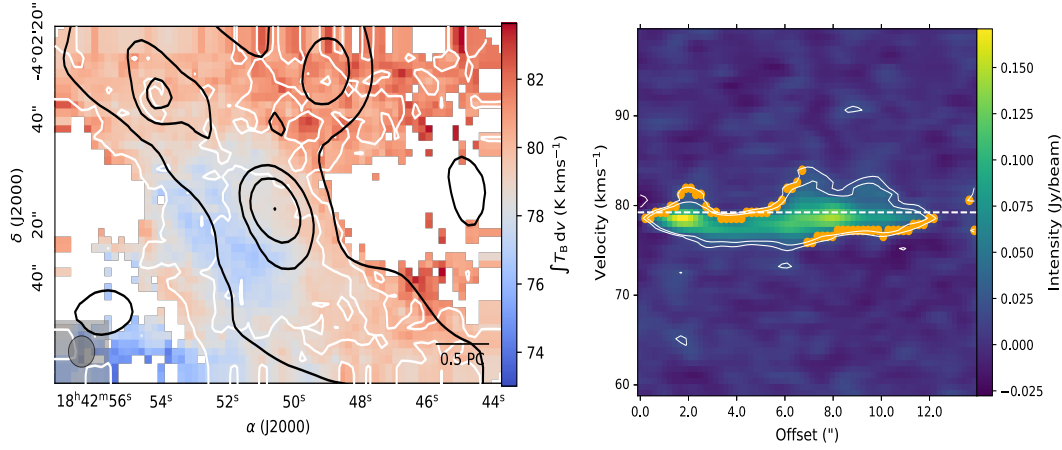 -4°02'20"
40"
20"
40"
δ (J2000)
18ʰ42ᵐ56ˢ
54ˢ
52ˢ
50ˢ
48ˢ
46ˢ
44ˢ
α (J2000)
0.5 PC
82
80
78
76
74
∫ T_B dv (K kms⁻¹)
90
80
70
60
Velocity (kms⁻¹)
0.0
2.0
4.0
6.0
8.0
10.0
12.0
Offset (")
0.150
0.125
0.100
0.075
0.050
0.025
0.000
−0.025
Intensity (Jy/beam)